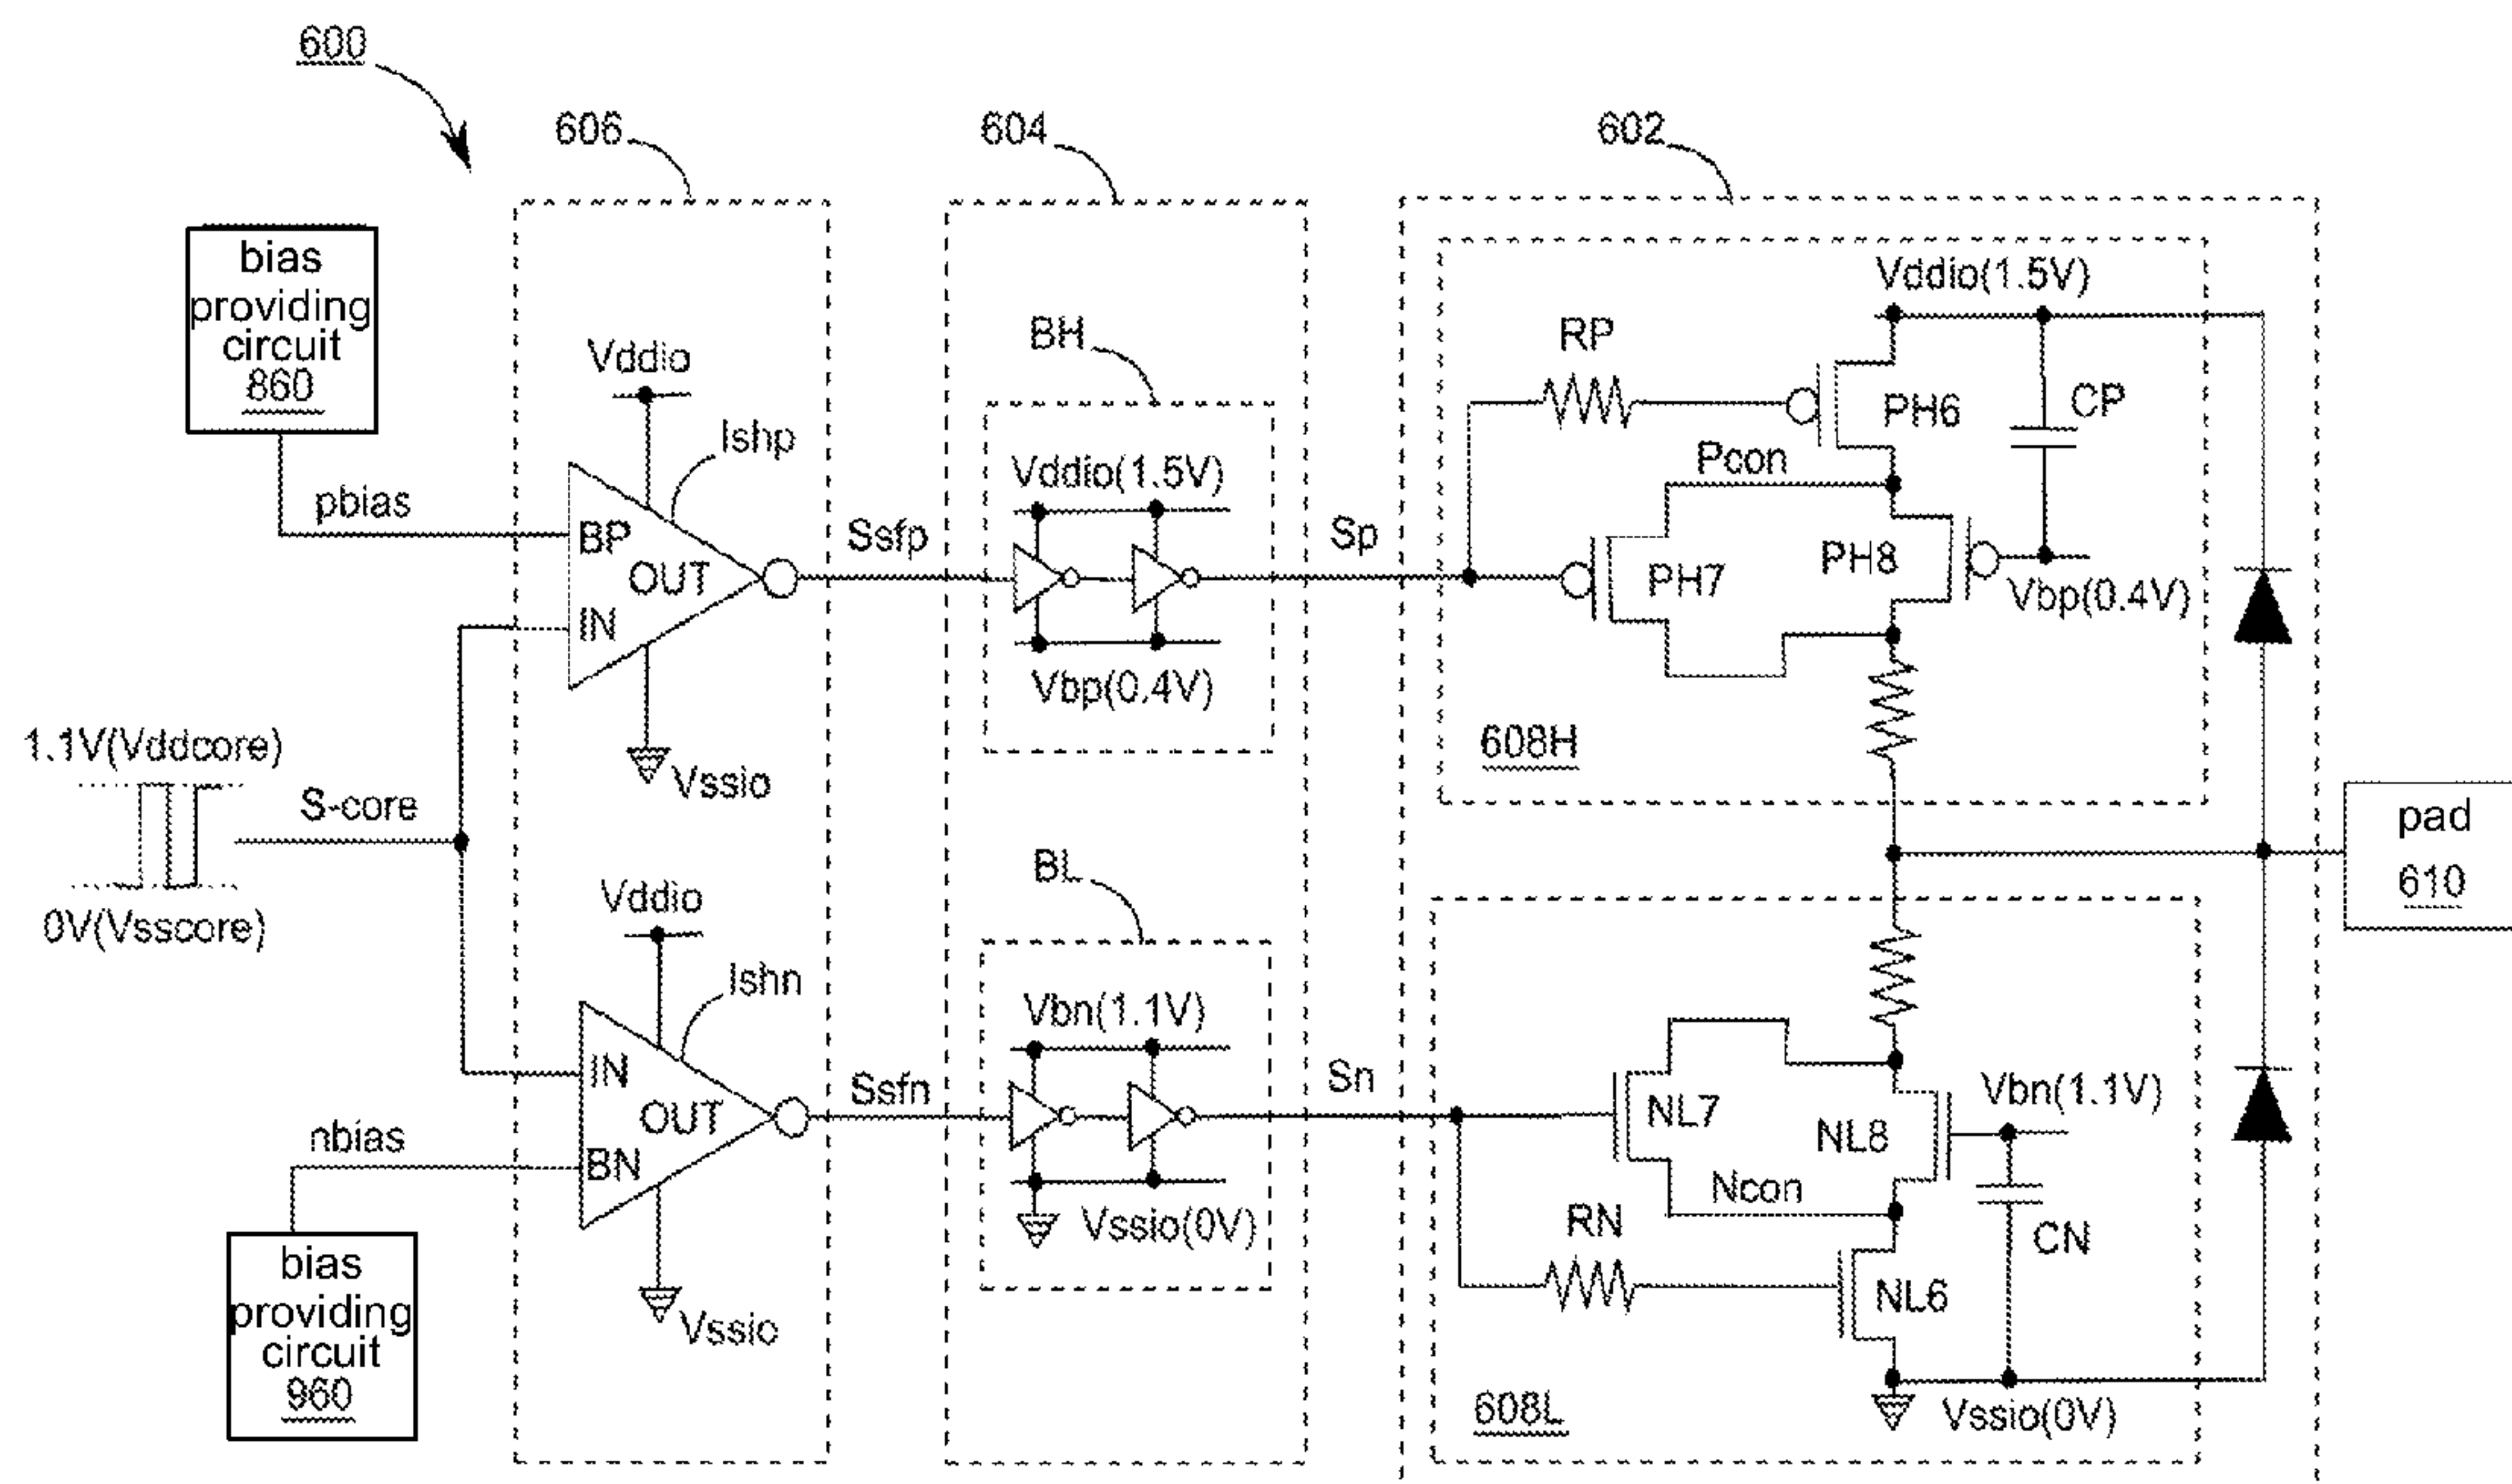 600
606
604
602
bias
providing
circuit
860
pbias
Vddio
Ishp
BP
OUT
IN
Vssio
Ssfp
BH
Vddio(1.5V)
Vbp(0.4V)
Sp
Vddio(1.5V)
RP
PH6
CP
Pcon
PH7
PH8
Vbp(0.4V)
608H
1.1V(Vddcore)
S-core
0V(Vsscore)
pad
610
Vddio
Ishn
IN
OUT
BN
nbias
Vssio
bias
providing
circuit
960
Ssfn
BL
Vbn(1.1V)
Vssio(0V)
Sn
NL7
NL8
Vbn(1.1V)
Ncon
RN
CN
NL6
608L
Vssio(0V)